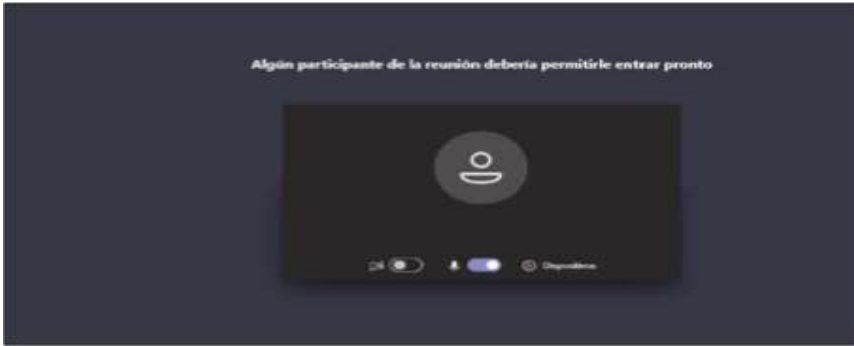 Algún participante de la reunión debería permitirle entrar pronto
Dispositivos